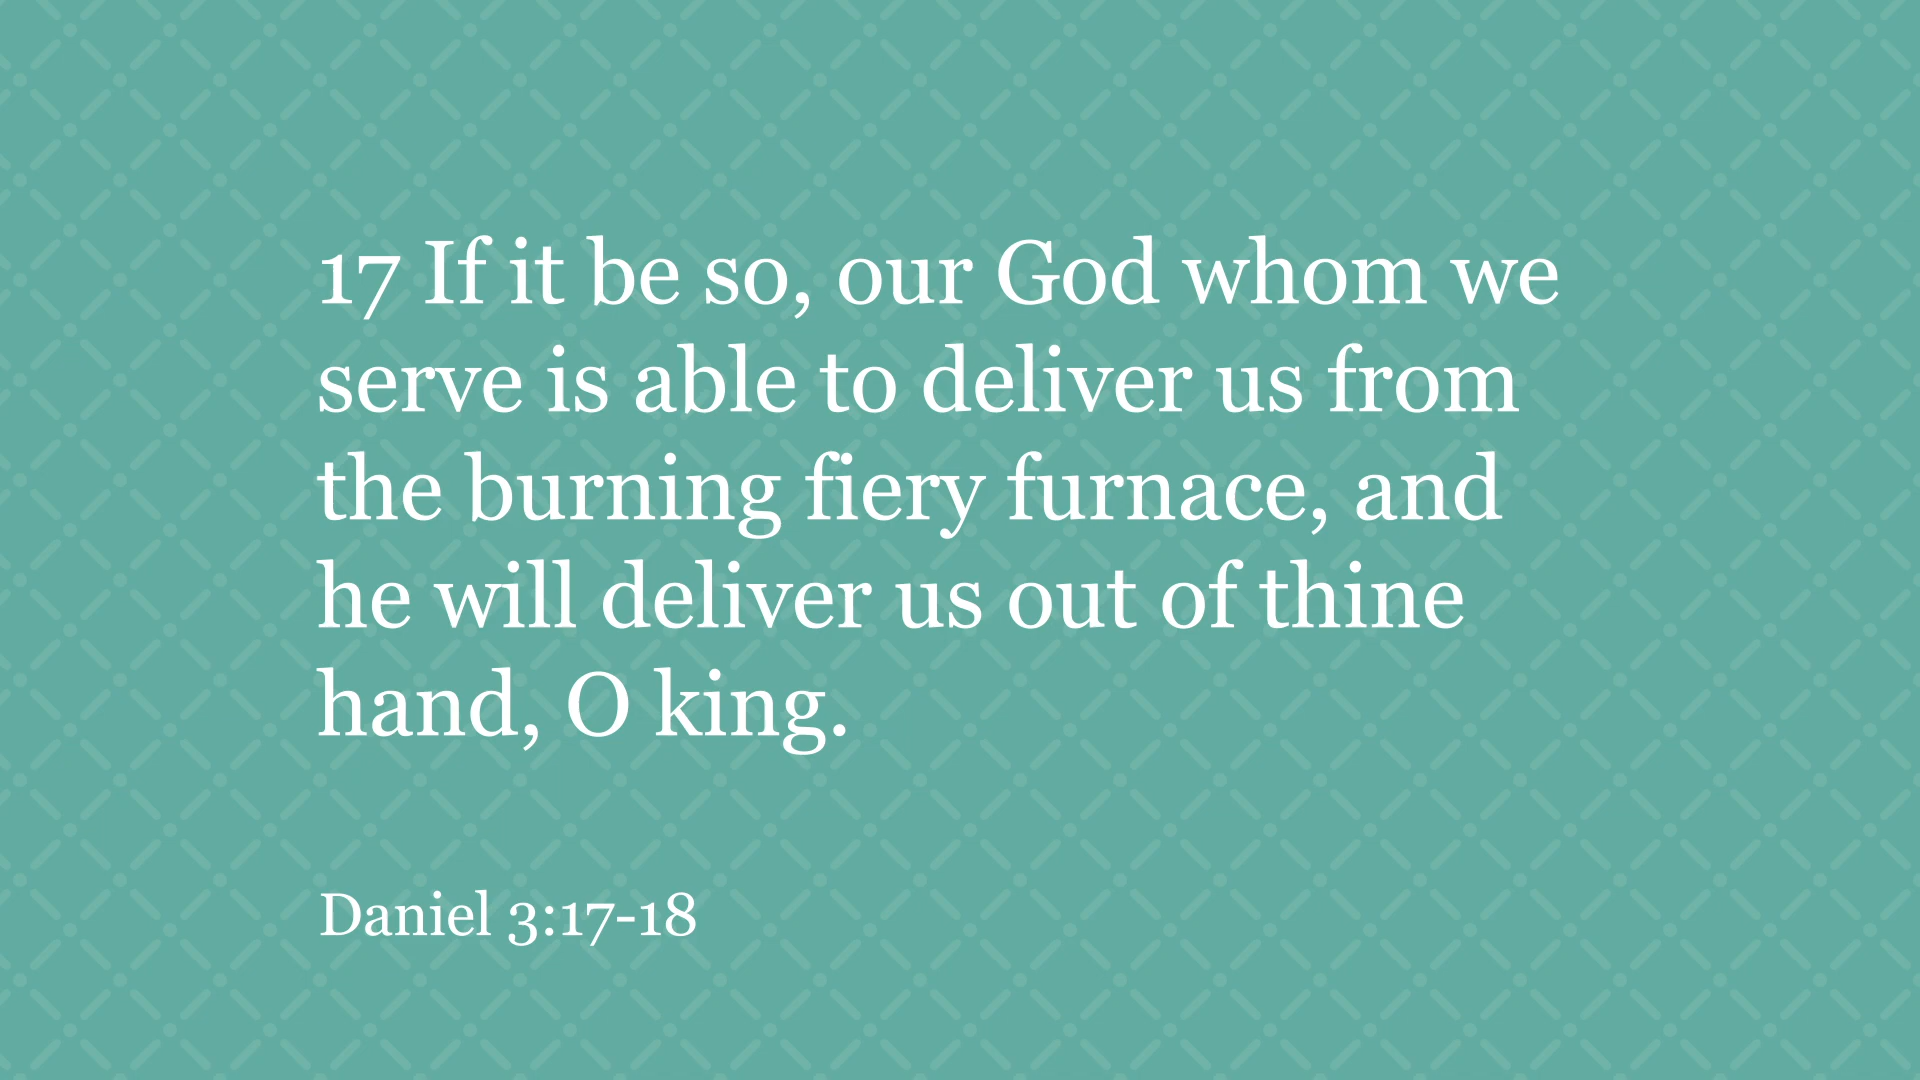 17 If it be so, our God whom we
serve is able to deliver us from
the burning fiery furnace, and
he will deliver us out of thine
hand, O king.
Daniel 3:17-18